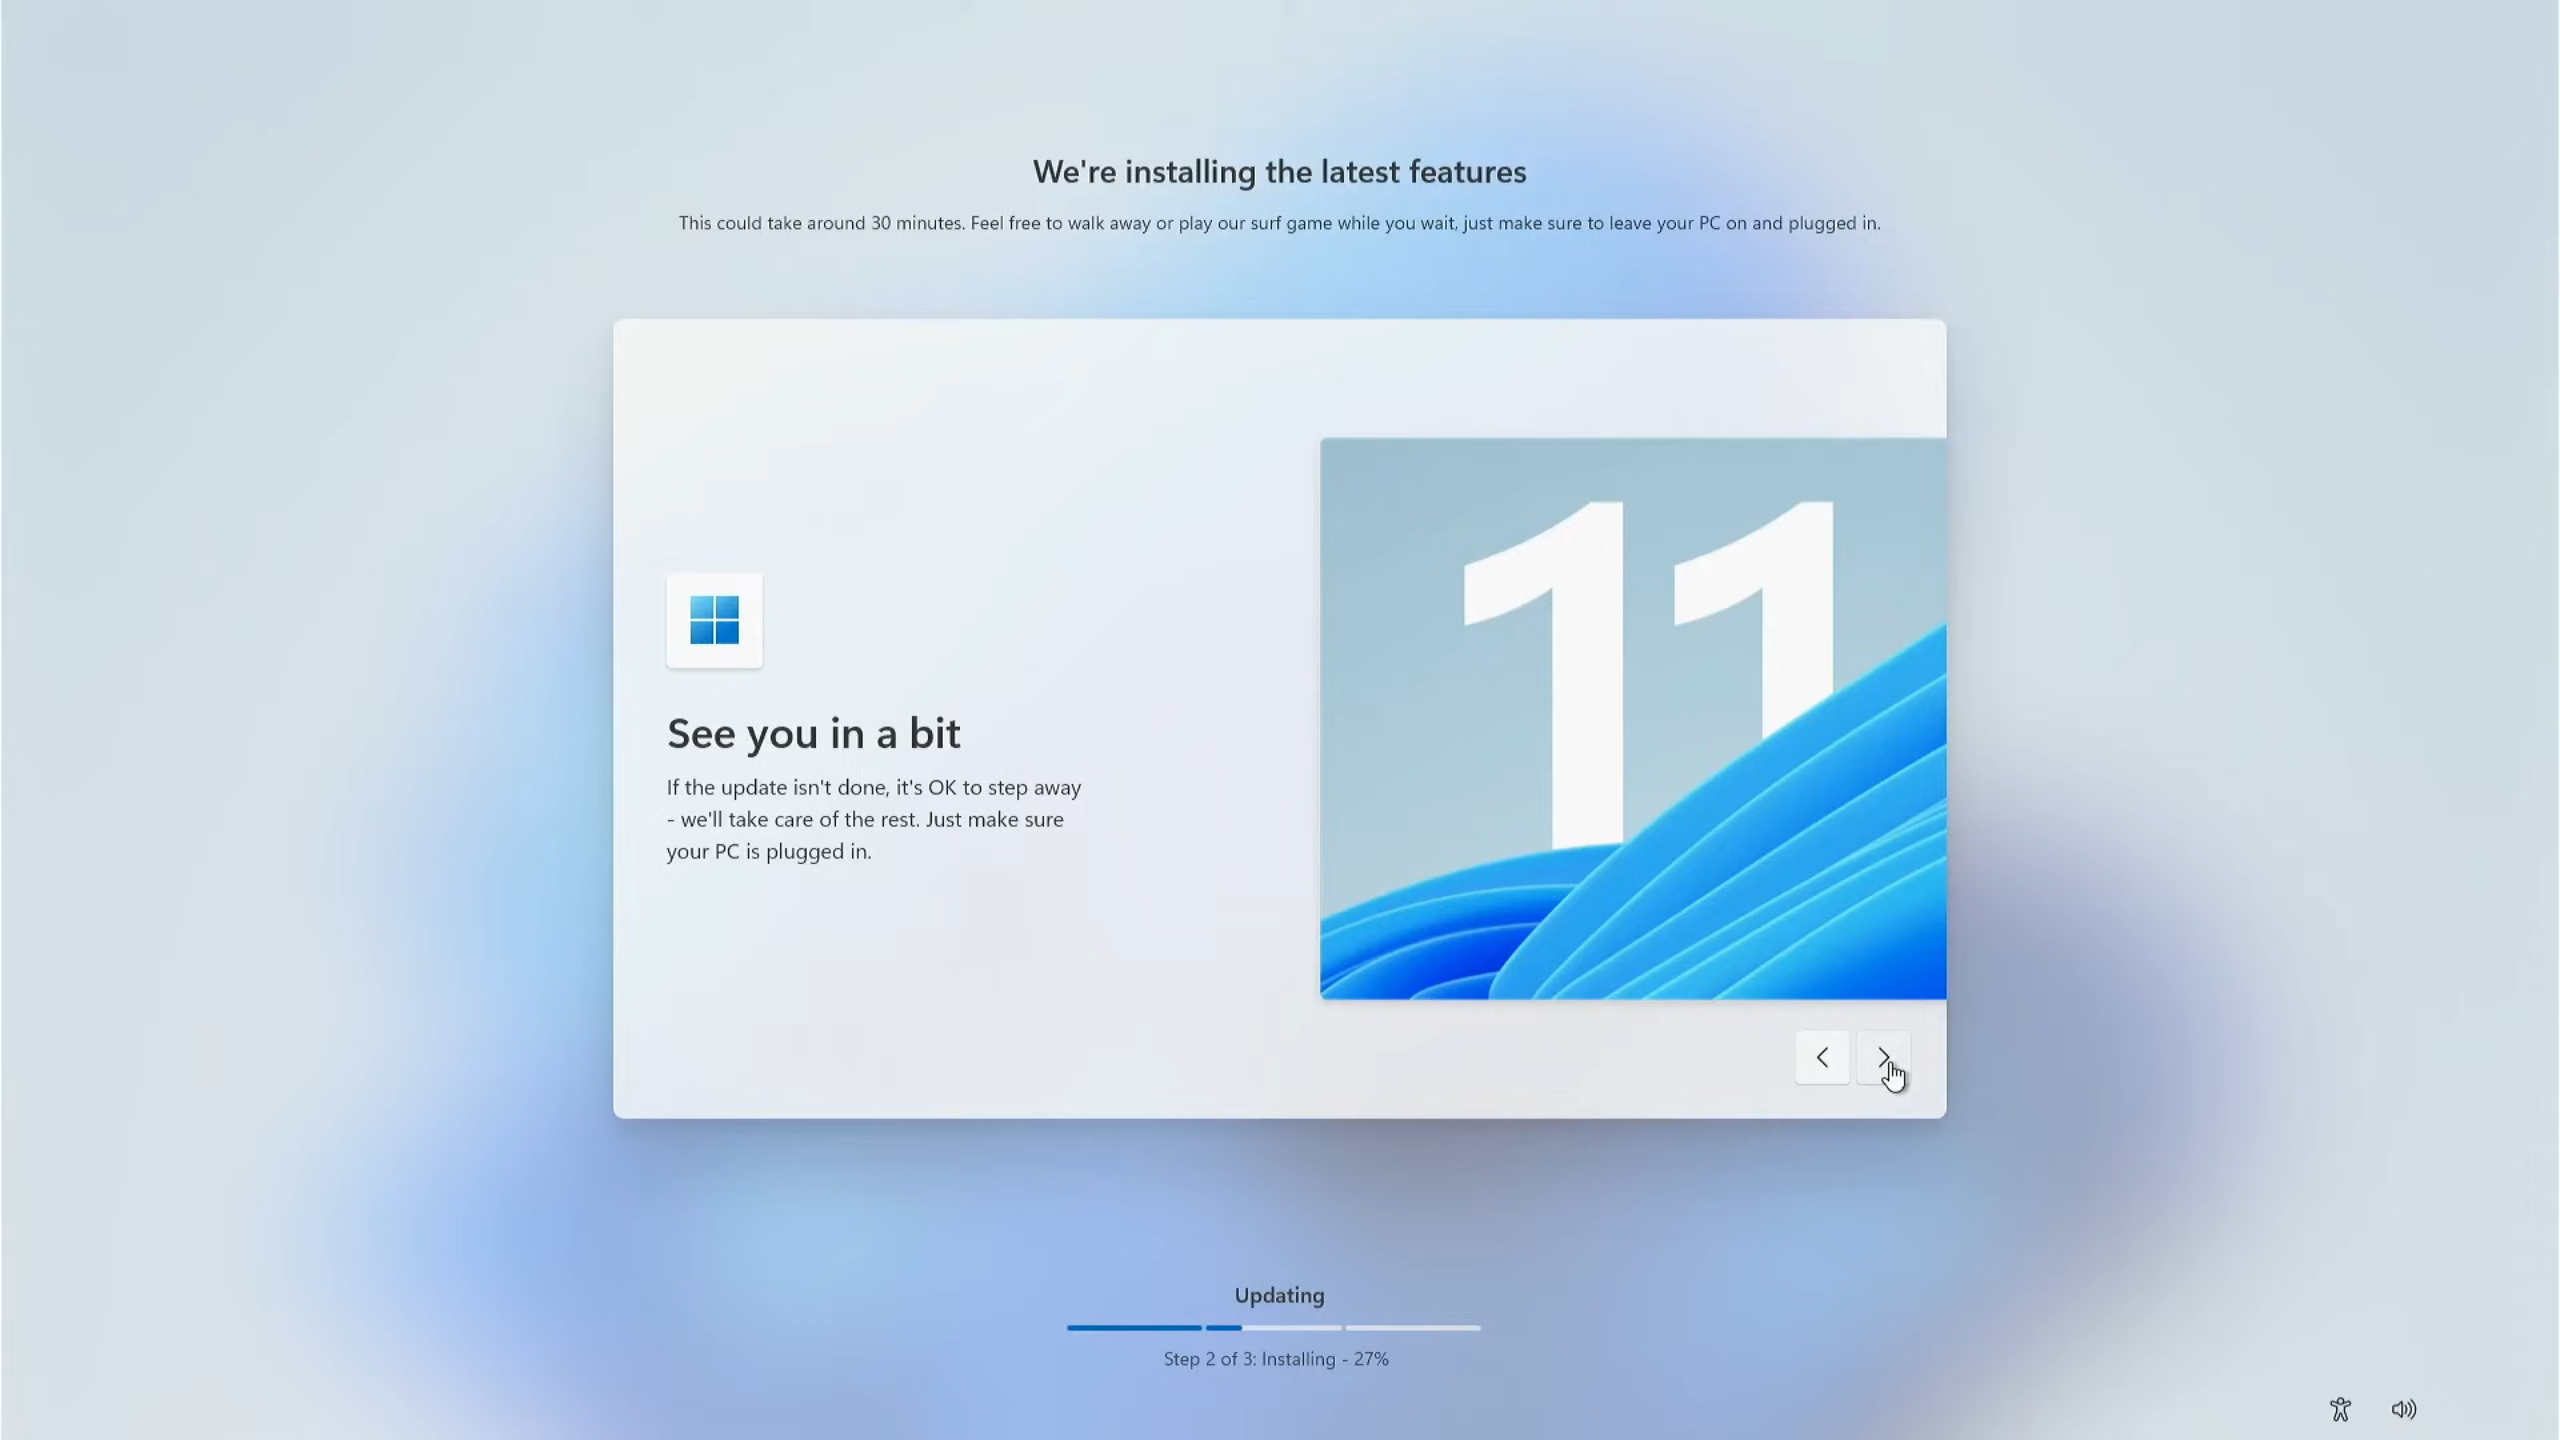 We're installing the latest features
This could take around 30 minutes. Feel free to walk away or play our surf game while you wait, just make sure to leave your PC on and plugged in.
11
See you in a bit
If the update isn't done, it's OK to step away
- we'll take care of the rest. Just make sure
your PC is plugged in.
Updating
Step 2 of 3: Installing - 27%